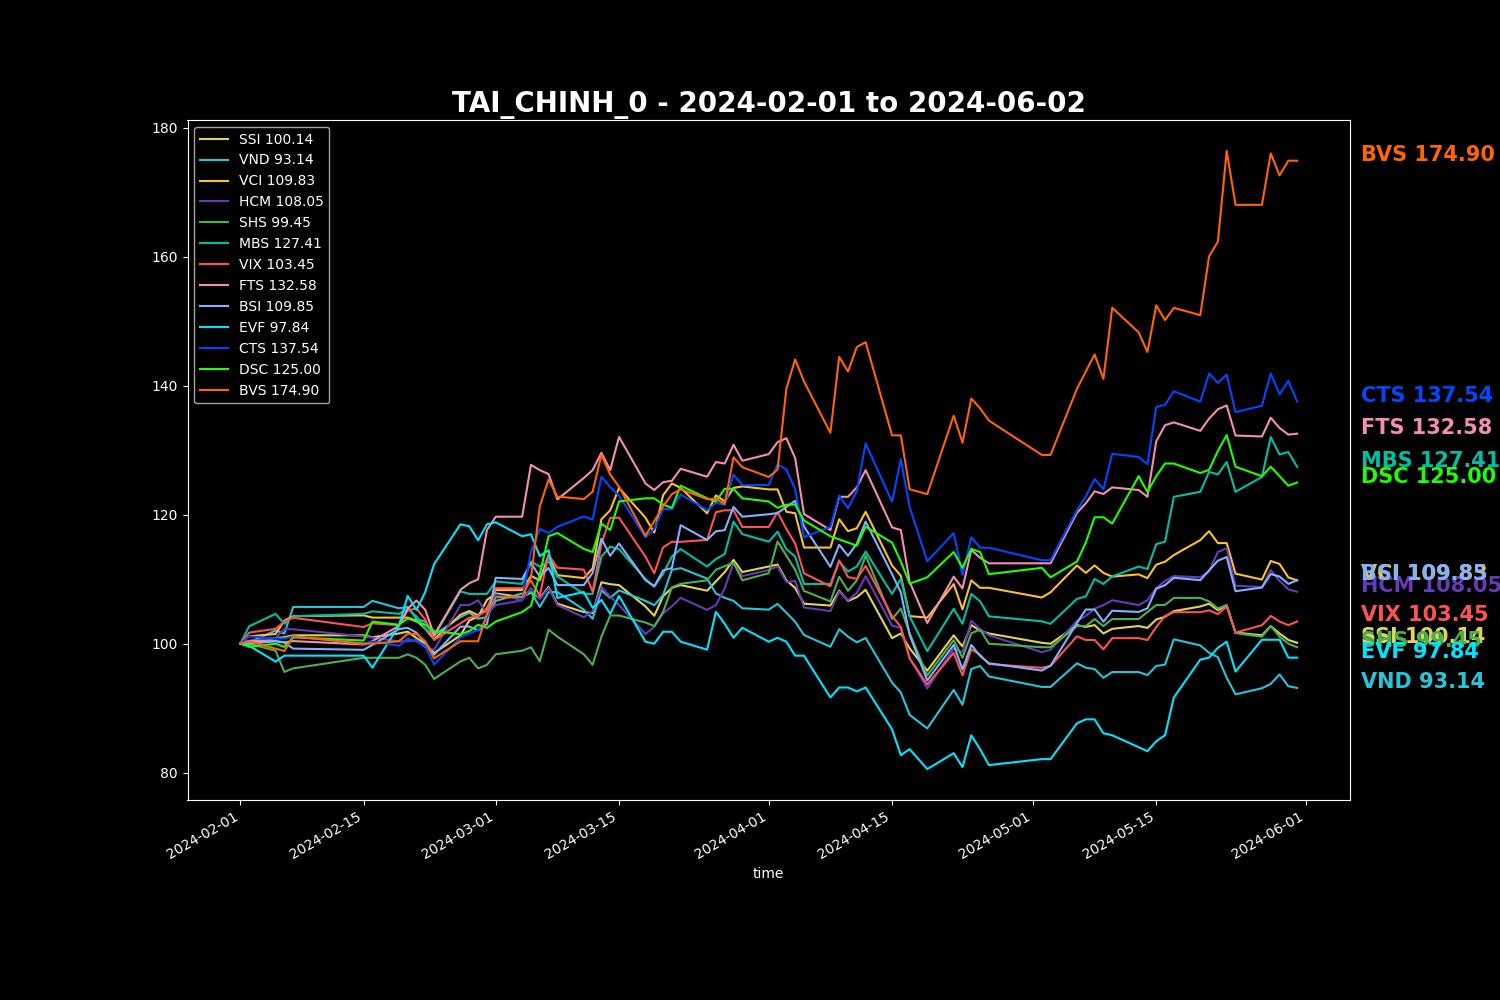 TAI_CHINH_0 - 2024-02-01 to 2024-06-02
180
160
140
120
100
80
SSI 100.14
VND 93.14
VCI 109.83
HCM 108.05
SHS 99.45
MBS 127.41
VIX 103.45
FTS 132.58
BSI 109.85
EVF 97.84
CTS 137.54
DSC 125.00
BVS 174.90
BVS 174.90
CTS 137.54
FTS 132.58
MBS 127.41
DSC 125.00
BSI 109.85
HCM 108.05
VIX 103.45
SSI 100.14
EVF 97.84
VND 93.14
2024-02-01
2024-02-15
2024-03-01
2024-03-15
2024-04-01
2024-04-15
2024-05-01
2024-05-15
2024-06-01
time